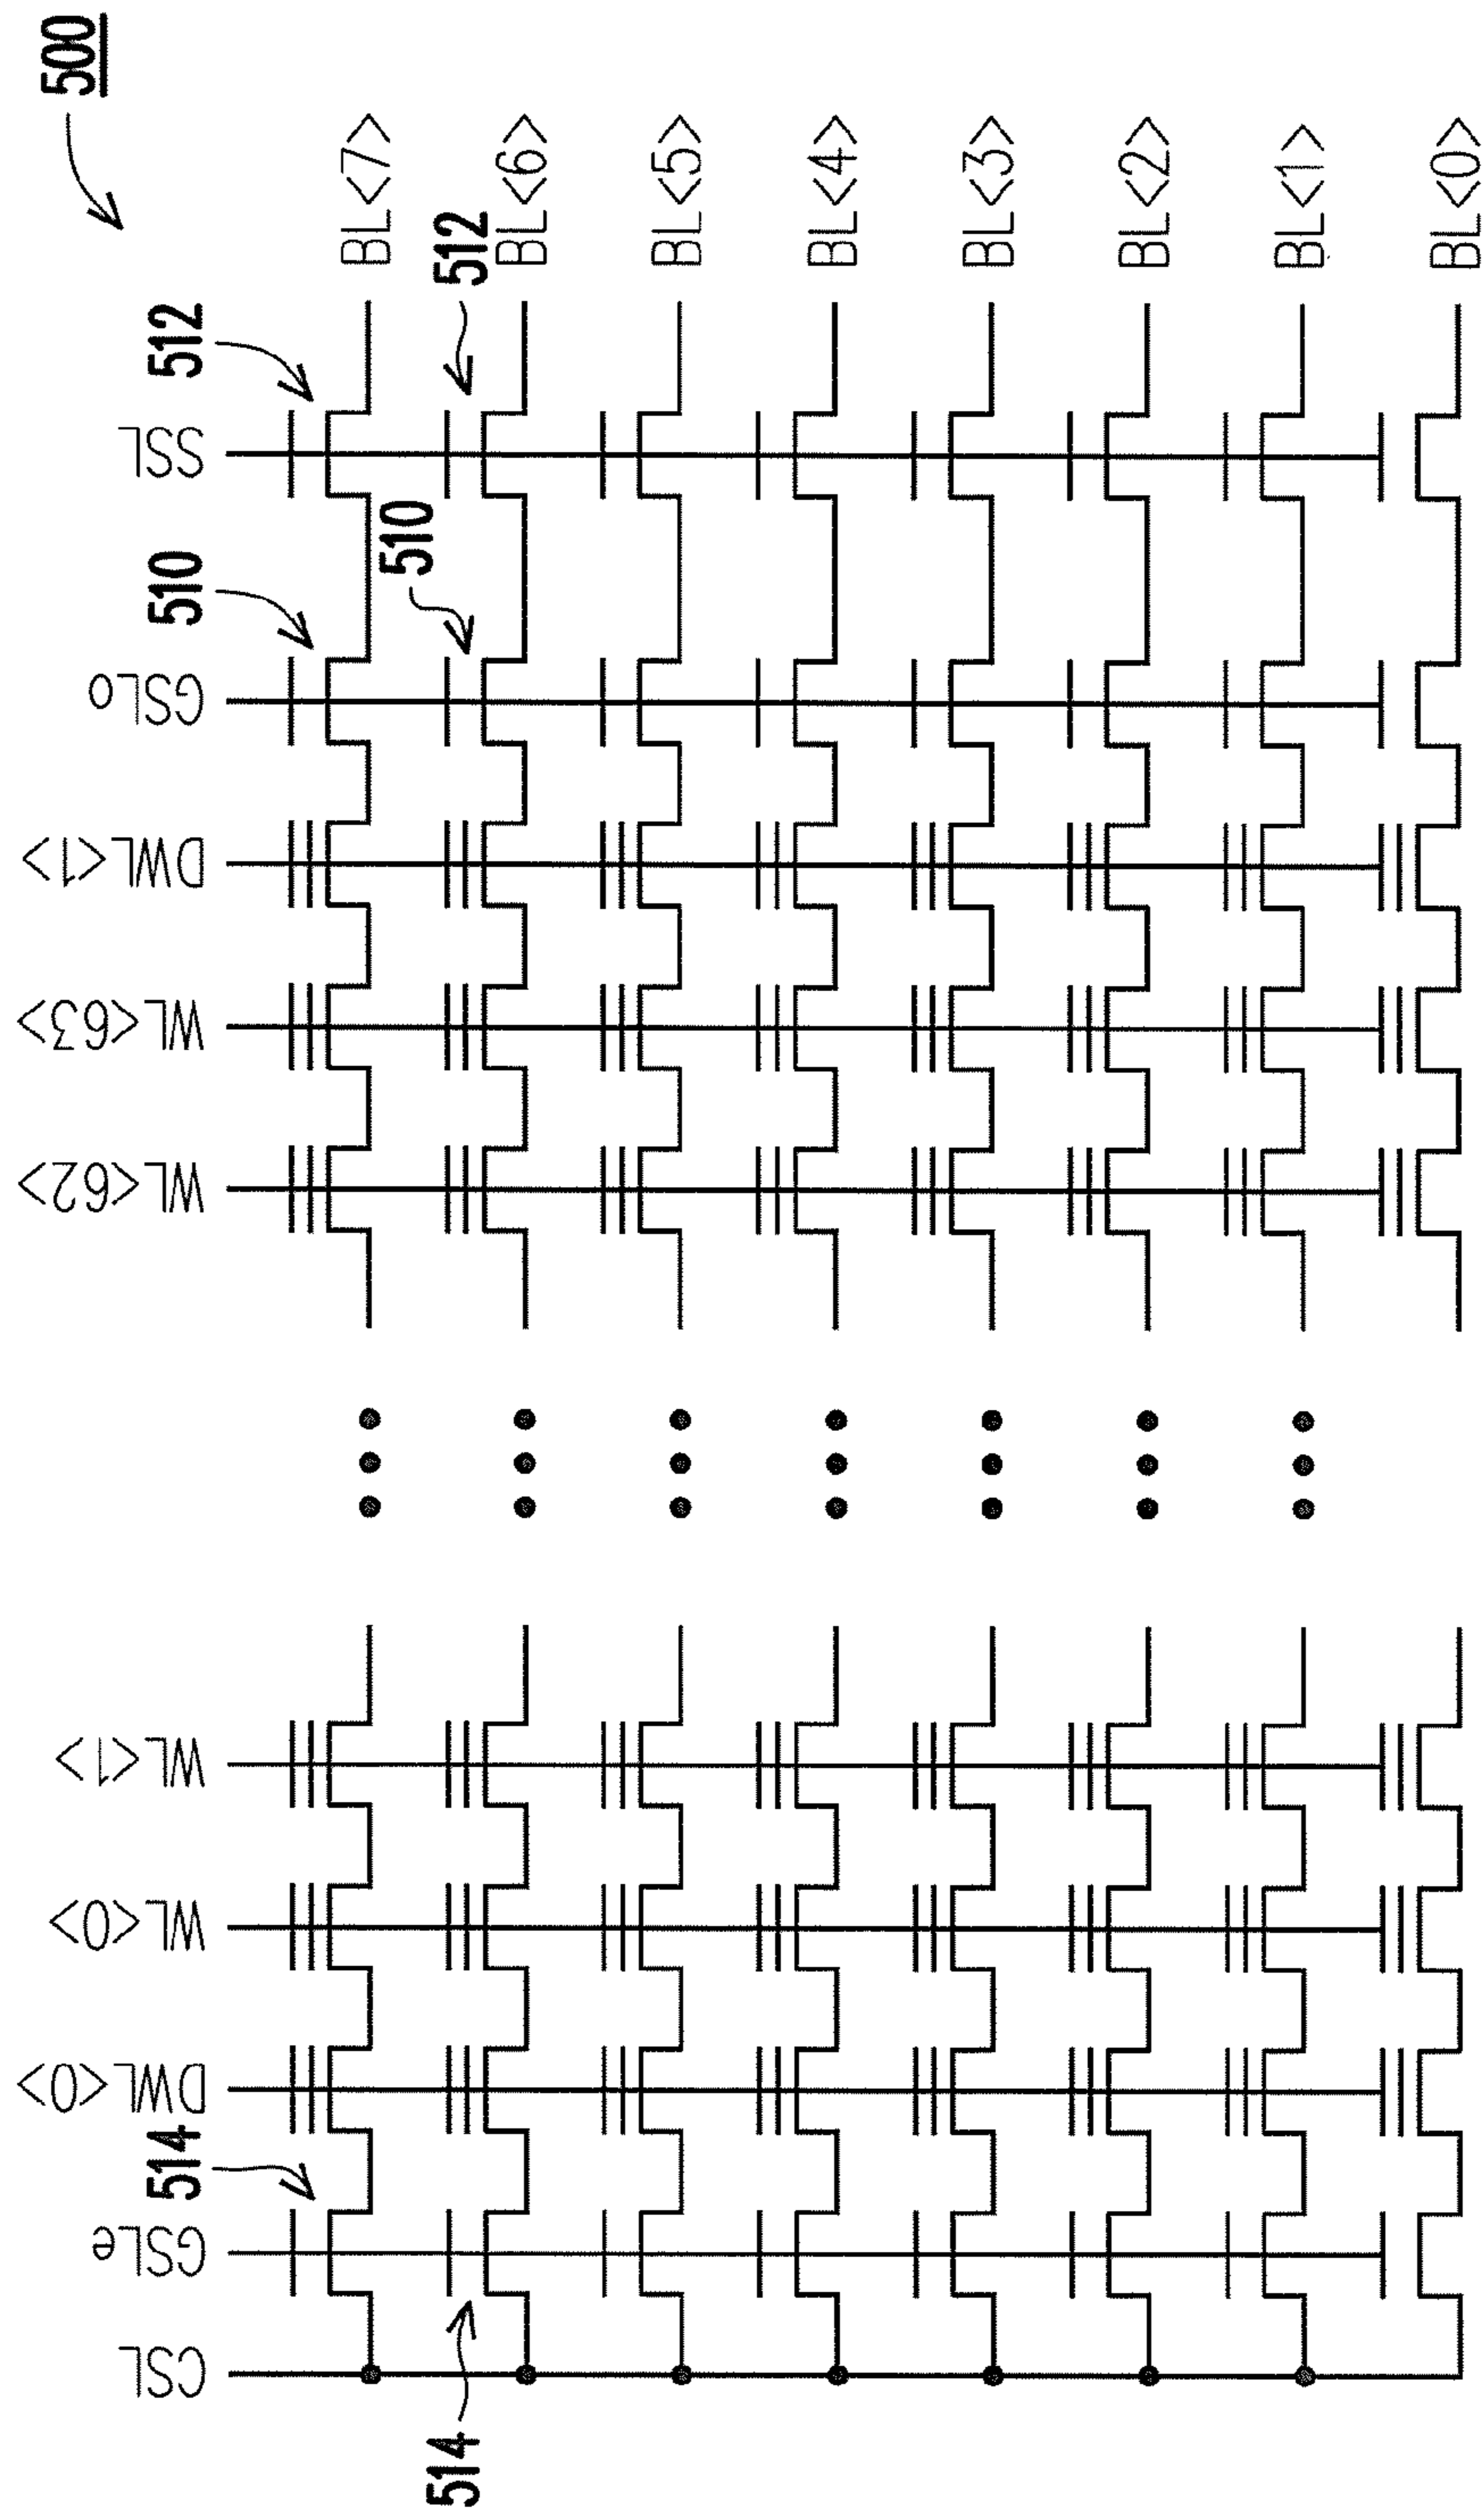 500
BL<7>
BL<6>
BL<5>
BL<4>
BL<3>
BL<2>
BL<1>
BL<0>
512
512
SSL
510
510
GSLo
DWL<1>
WL<63>
WL<62>
WL<1>
WL<0>
DWL<0>
514
GSLe
CSL
514